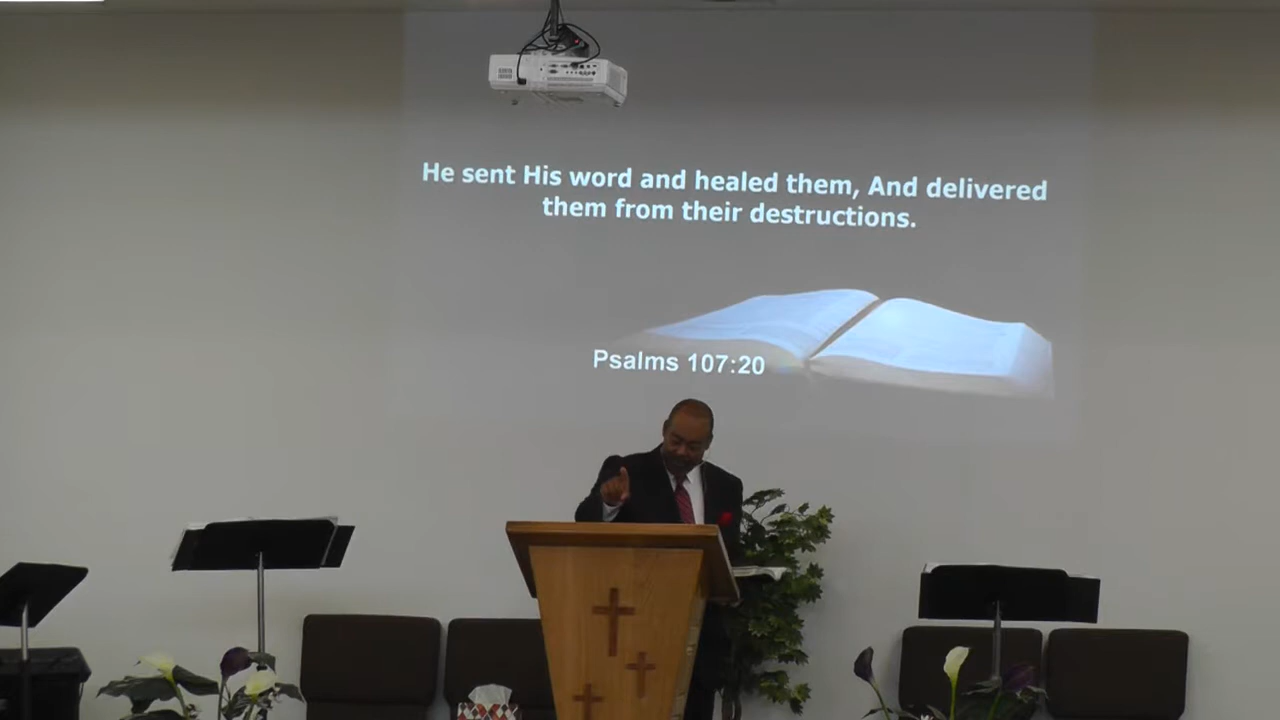 He sent His word and healed them, And delivered
them from their destructions.
Psalms 107:20